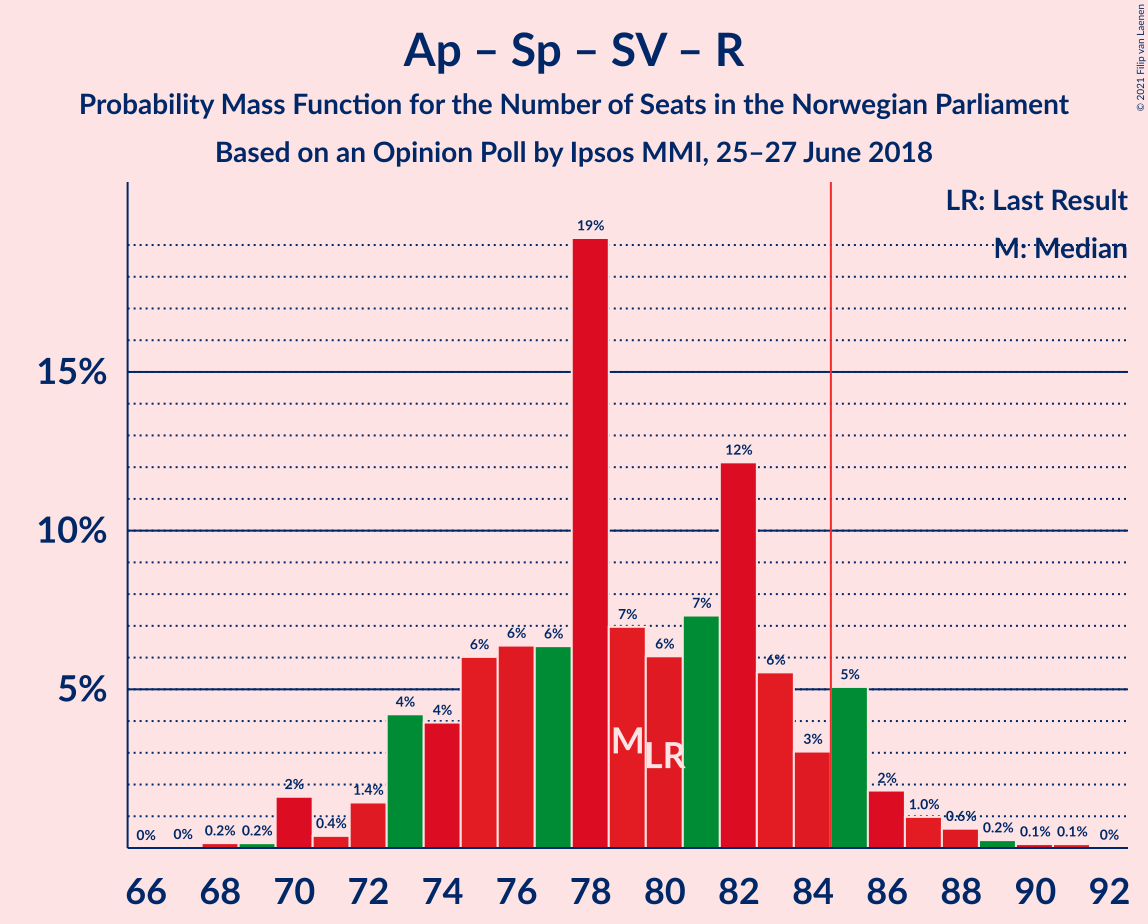 Ap – Sp – SV – R
Probability Mass Function for the Number of Seats in the Norwegian Parliament
Based on an Opinion Poll by Ipsos MMI, 25–27 June 2018
© 2021 Filip van Laenen
LR: Last Result
M: Median
15%
10%
5%
0% 0% 0.2% 0.2% 2% 0.4% 1.4% 4% 4% 6% 6% 6% 19% 7% 6% 7% 12% 6% 3% 5% 2% 1.0% 0.6% 0.2% 0.1% 0.1% 0%
M LR
66 68 70 72 74 76 78 80 82 84 86 88 90 92